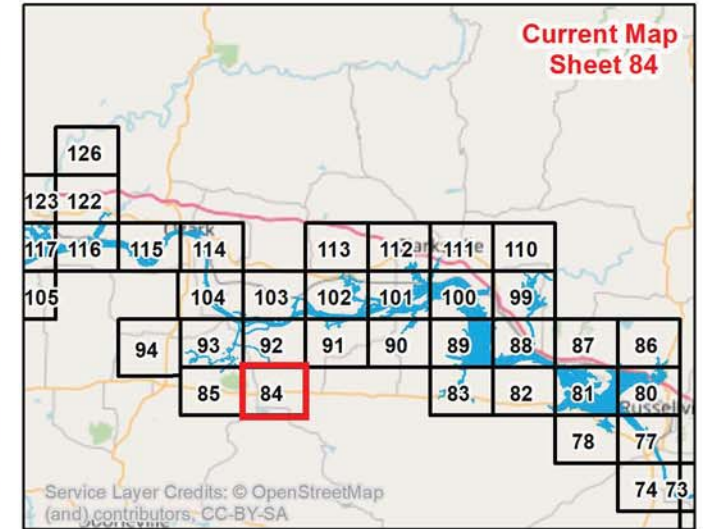 Current Map
Sheet 84
126
123 122
117 116 115 114 113 112 111 110
105 104 103 102 101 100 99
94 93 92 91 90 89 88 87 86
85 84 83 82 81 80
78 77
74 73
Service Layer Credits: © OpenStreetMap
(and) contributors, CC-BY-SA